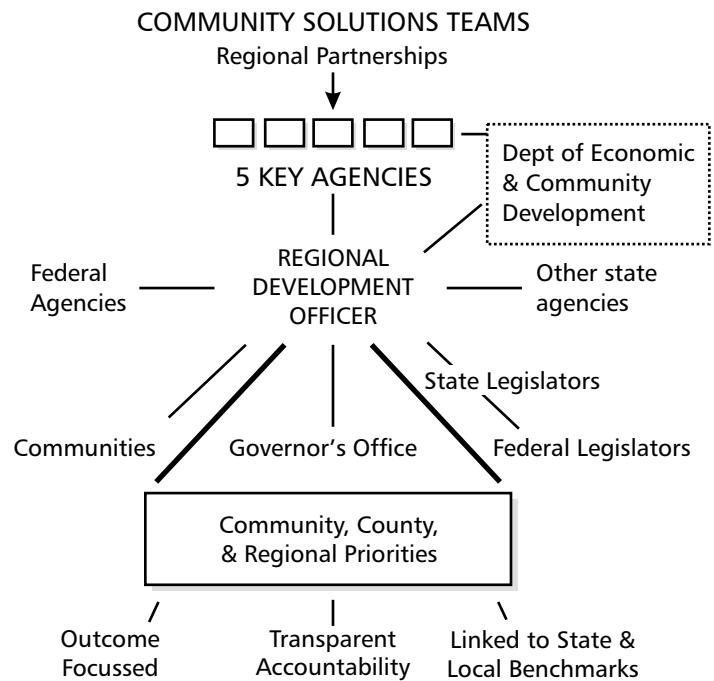 COMMUNITY SOLUTIONS TEAMS
Regional Partnerships
5 KEY AGENCIES
Dept of Economic
& Community
Development
REGIONAL
DEVELOPMENT
OFFICER
Federal
Agencies
Other state
agencies
State Legislators
Communities
Governor's Office
Federal Legislators
Community, County,
& Regional Priorities
Outcome
Focussed
Transparent
Accountability
Linked to State &
Local Benchmarks